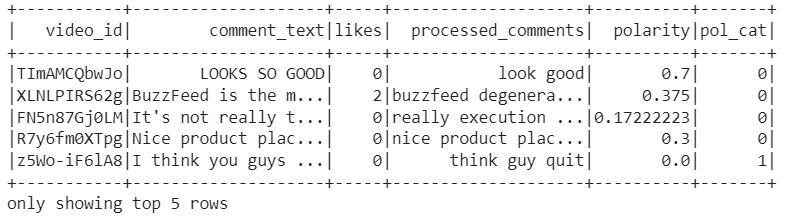 +-----------+--------------------+-----+--------------------+----------+-------+
|   video_id|        comment_text|likes|  processed_comments|  polarity|pol_cat|
+-----------+--------------------+-----+--------------------+----------+-------+
|TImAMCQbwJo|       LOOKS SO GOOD|    0|           look good|       0.7|      0|
|XLNLPIRS62g|BuzzFeed is the m...|    2|buzzfeed degenera...|     0.375|      0|
|FN5n87Gj0LM|It's not really t...|    0|really execution ...|0.17222223|      0|
|R7y6fm0XTpg|Nice product plac...|    0|nice product plac...|       0.3|      0|
|z5Wo-iF6lA8|I think you guys ...|    0|      think guy quit|       0.0|      1|
+-----------+--------------------+-----+--------------------+----------+-------+
only showing top 5 rows